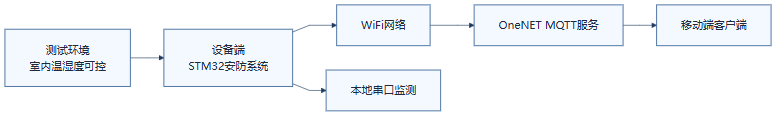 测试环境
室内温湿度可控
设备端
STM32安防系统
WiFi网络
OneNET MQTT服务
移动端客户端
本地串口监测